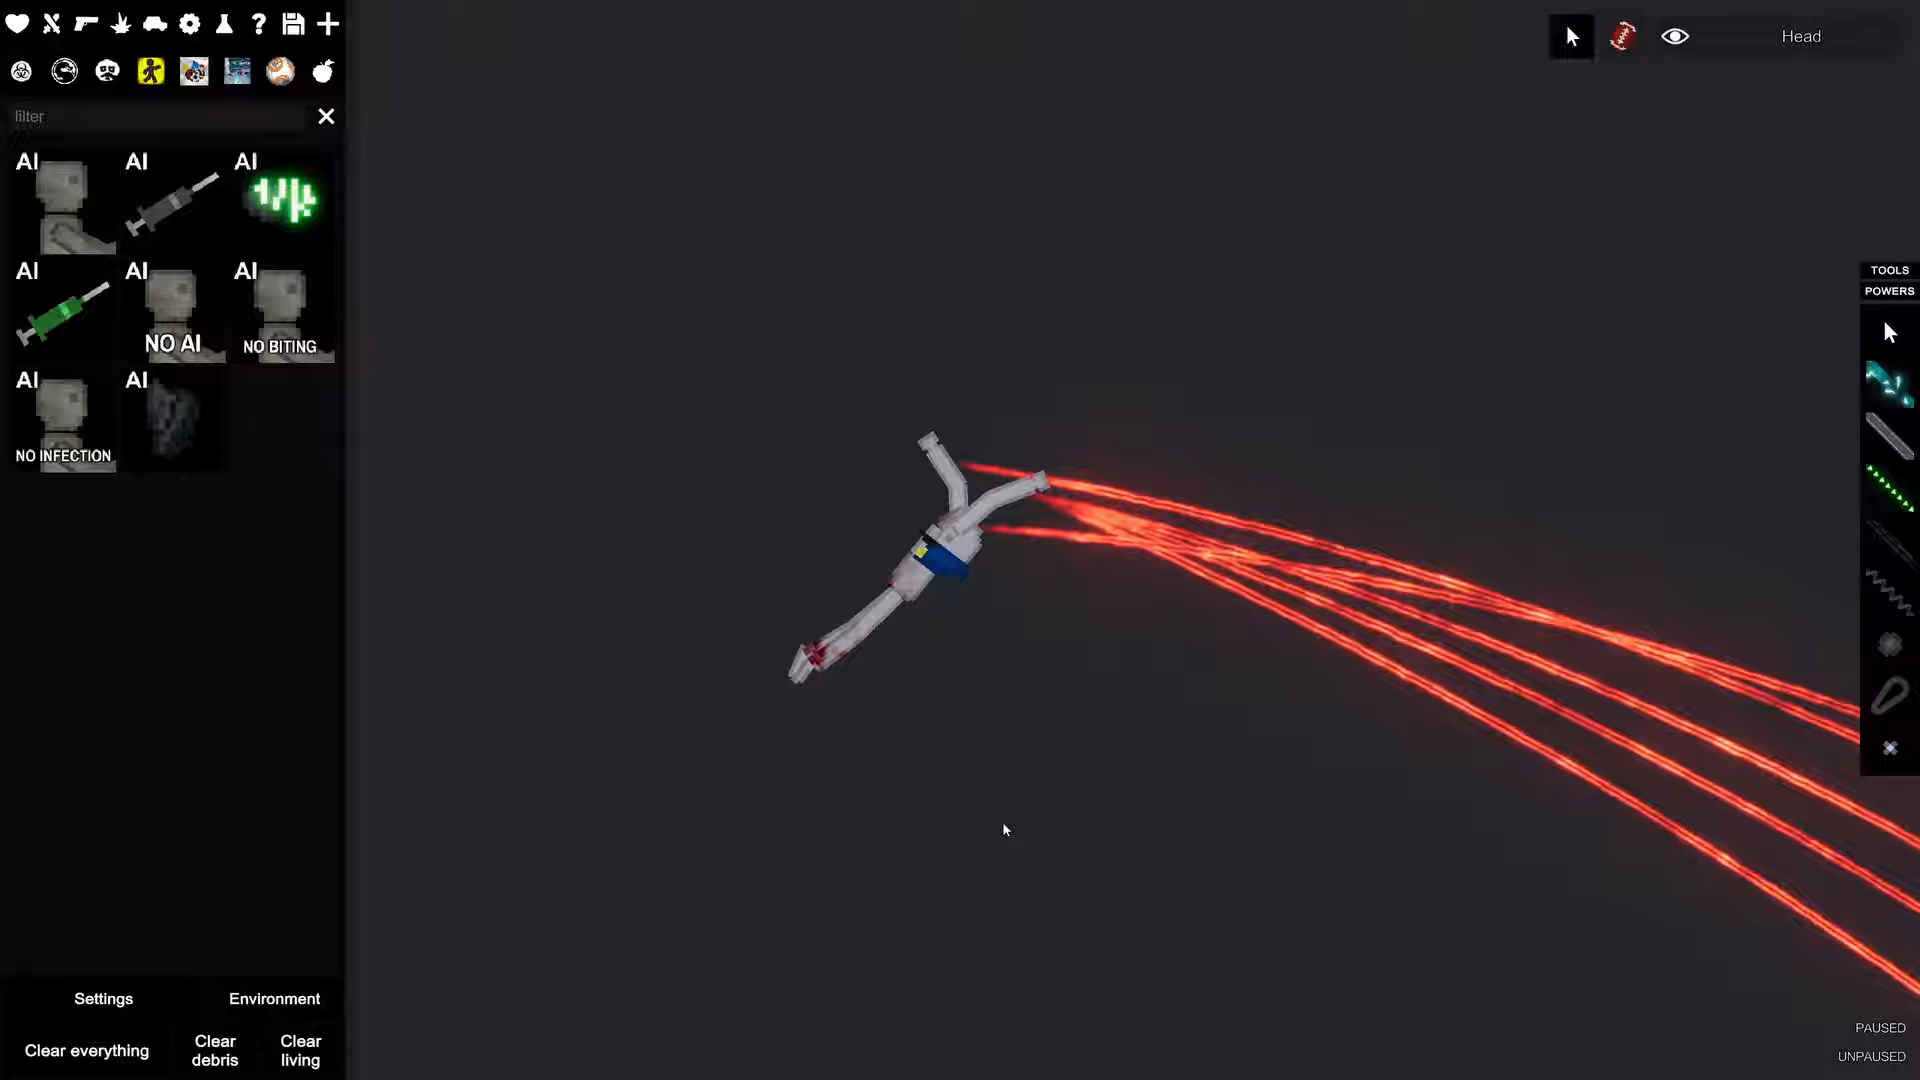 Head
filter
AI
AI
AI
AI
AI
NO AI
AI
NO BITING
AI
NO INFECTION
AI
TOOLS
POWERS
Settings
Environment
Clear everything
Clear
debris
Clear
living
PAUSED
UNPAUSED